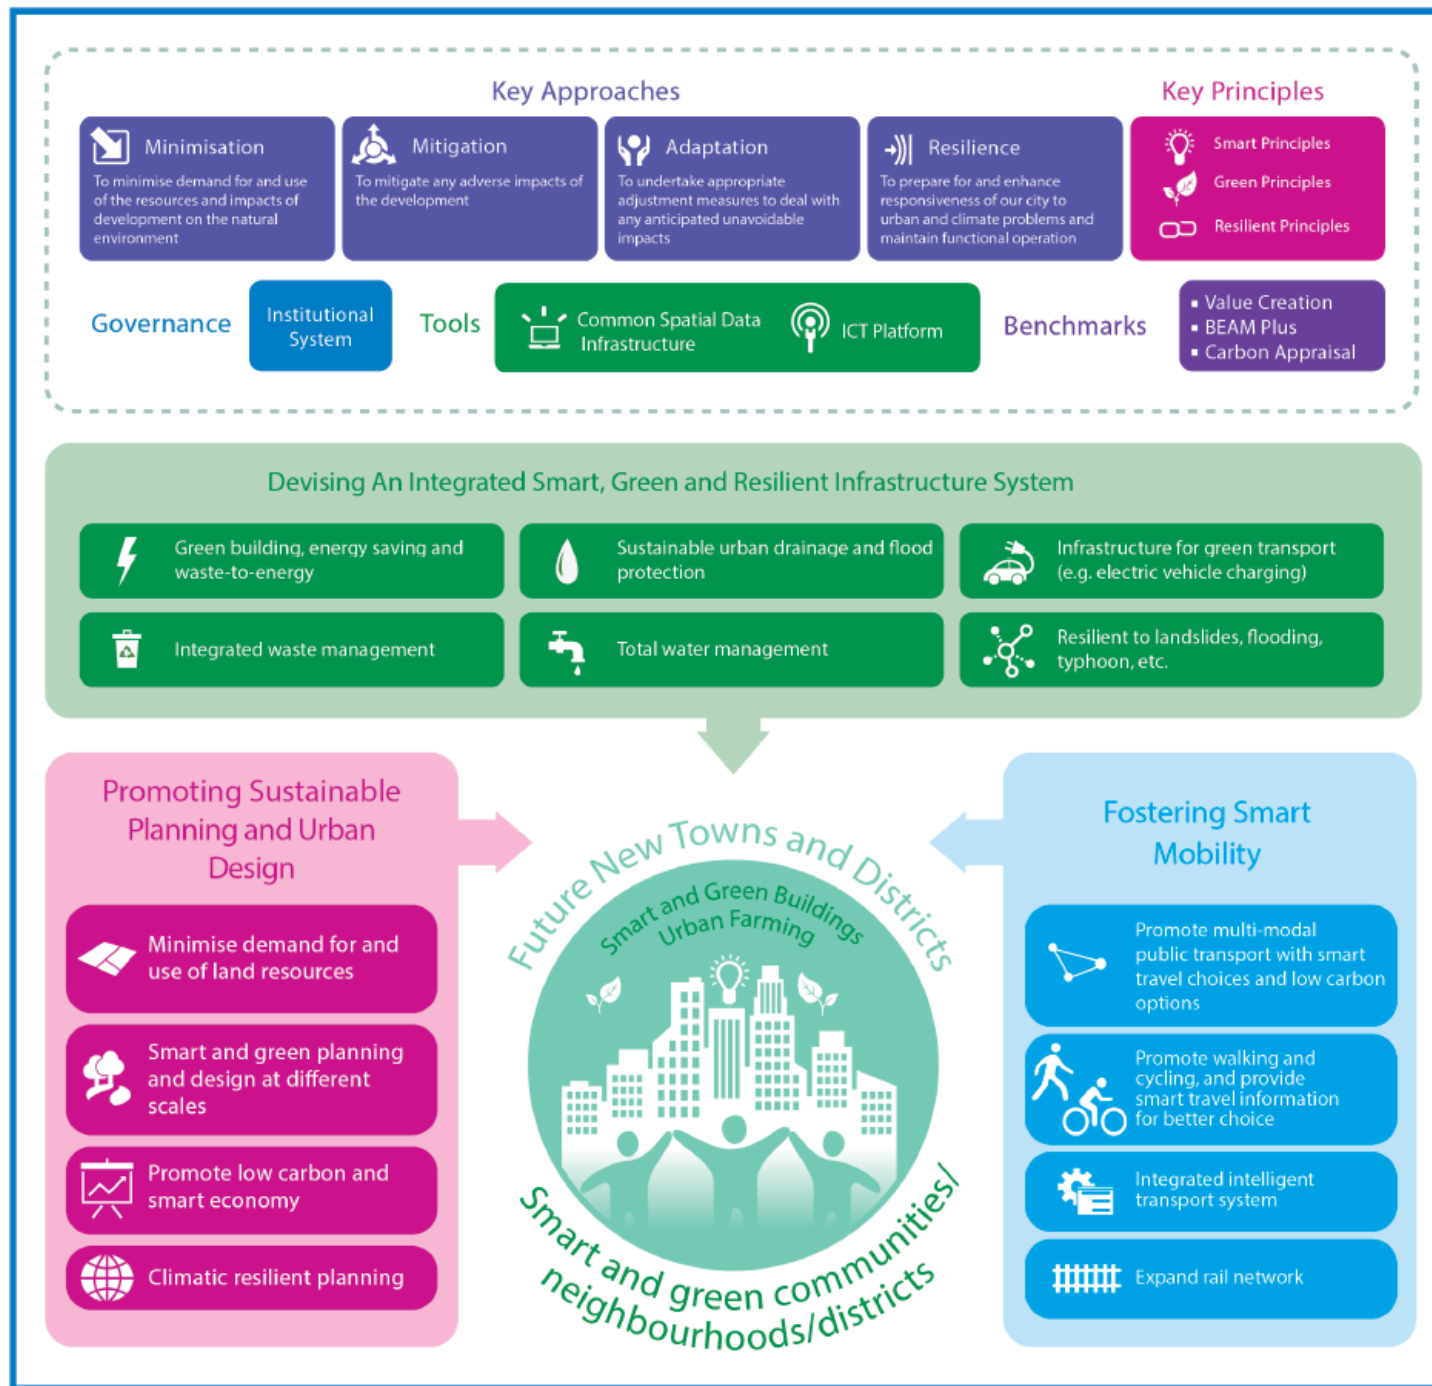 Key Approaches
Key Principles
Minimisation
To minimise demand for and use
of the resources and impacts of
development on the natural
environment
Mitigation
To mitigate any adverse impacts of
the development
Adaptation
To undertake appropriate
adjustment measures to deal with
any anticipated unavoidable
impacts
Resilience
To prepare for and enhance
responsiveness of our city to
urban and climate problems and
maintain functional operation
Smart Principles
Green Principles
Resilient Principles
Governance
Institutional
System
Tools
Common Spatial Data
Infrastructure
ICT Platform
Benchmarks
▪ Value Creation
▪ BEAM Plus
▪ Carbon Appraisal
Devising An Integrated Smart, Green and Resilient Infrastructure System
Green building, energy saving and
waste-to-energy
Sustainable urban drainage and flood
protection
Infrastructure for green transport
(e.g. electric vehicle charging)
Integrated waste management
Total water management
Resilient to landslides, flooding,
typhoon, etc.
Promoting Sustainable
Planning and Urban
Design
Minimise demand for and
use of land resources
Smart and green planning
and design at different
scales
Promote low carbon and
smart economy
Climatic resilient planning
Future New Towns and Districts
Smart and Green Buildings
Urban Farming
Smart and green communities/
neighbourhoods/districts
Fostering Smart
Mobility
Promote multi-modal
public transport with smart
travel choices and low carbon
options
Promote walking and
cycling, and provide
smart travel information
for better choice
Integrated intelligent
transport system
Expand rail network